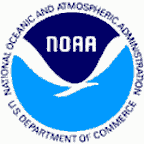 NATIONAL OCEANIC AND ATMOSPHERIC ADMINISTRATION
NOAA
U.S. DEPARTMENT OF COMMERCE